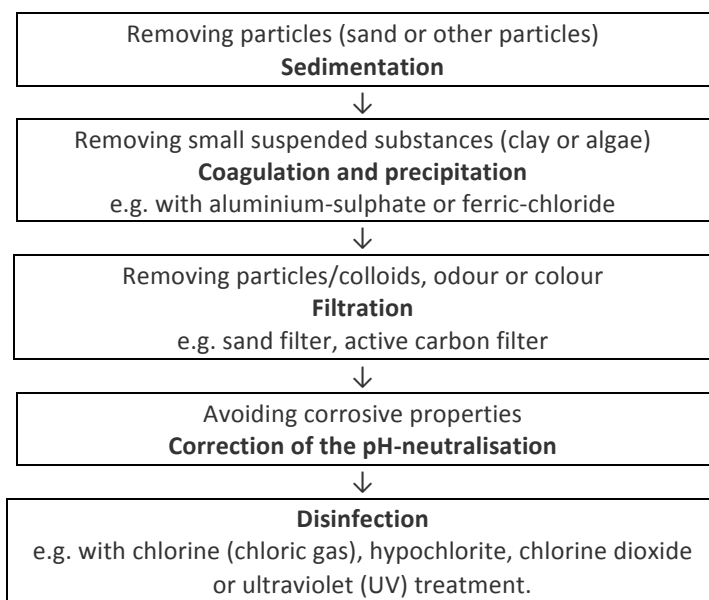 Removing particles (sand or other particles)
Sedimentation
↓
Removing small suspended substances (clay or algae)
Coagulation and precipitation
e.g. with aluminium-sulphate or ferric-chloride
↓
Removing particles/colloids, odour or colour
Filtration
e.g. sand filter, active carbon filter
↓
Avoiding corrosive properties
Correction of the pH-neutralisation
↓
Disinfection
e.g. with chlorine (chloric gas), hypochlorite, chlorine dioxide
or ultraviolet (UV) treatment.